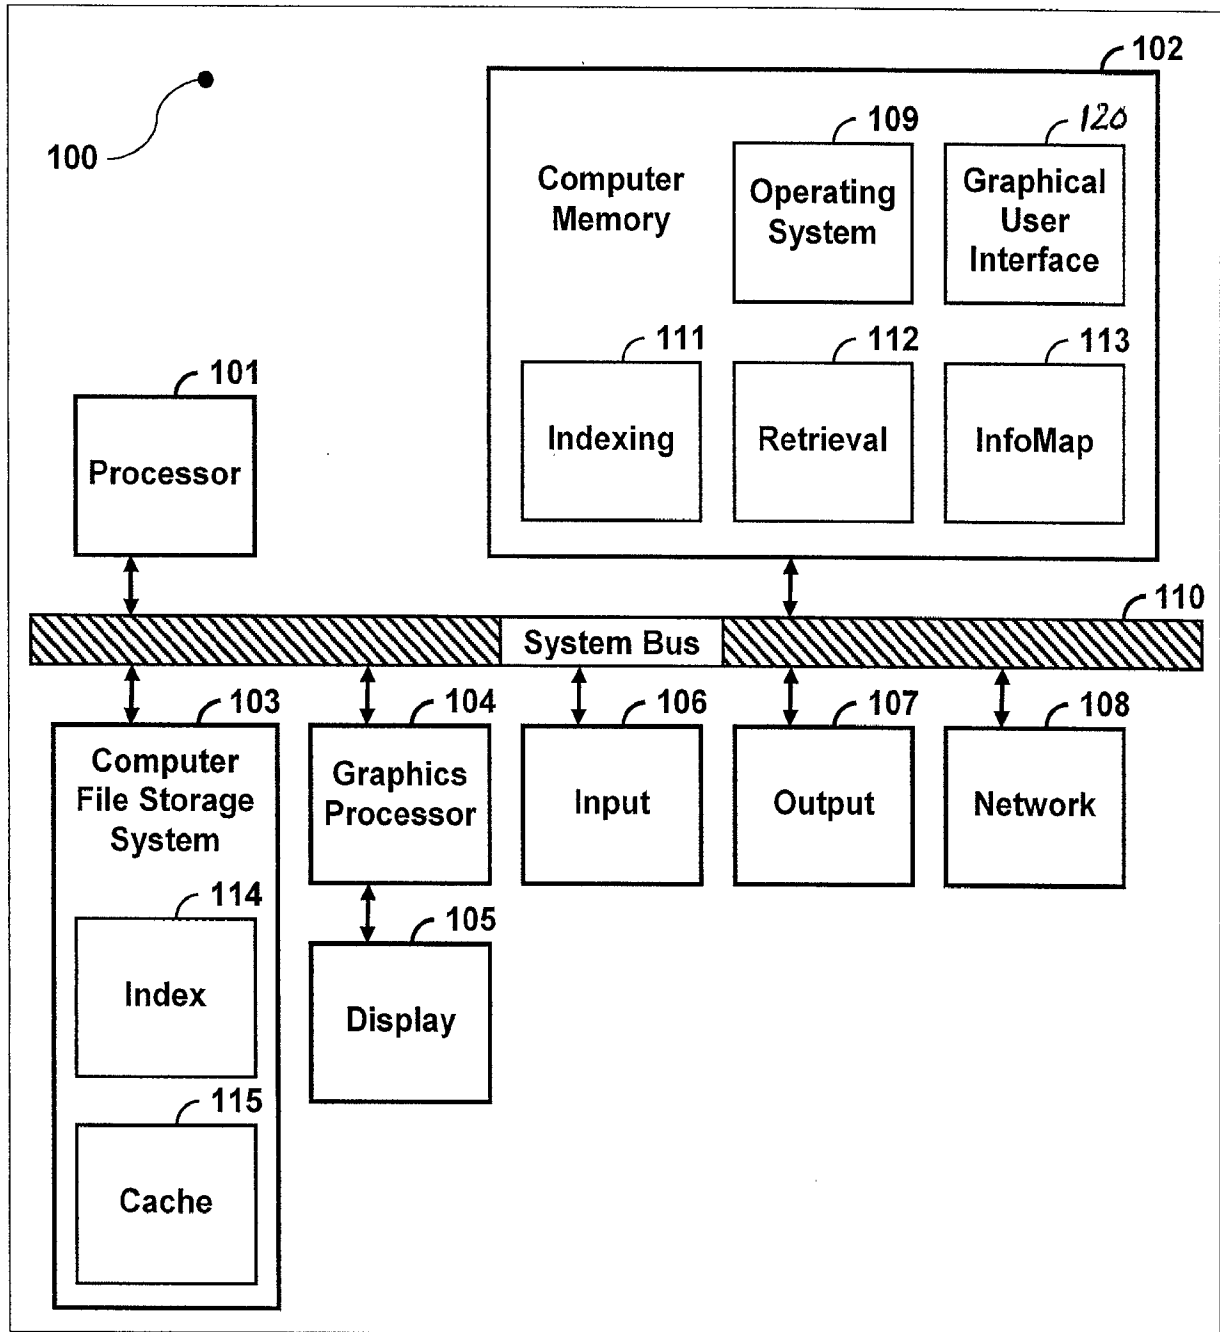 100
102
109
120
Computer
Memory
Operating
System
Graphical
User
Interface
111
112
113
Indexing
Retrieval
InfoMap
101
Processor
110
System Bus
103
104
106
107
108
Computer
File Storage
System
Graphics
Processor
Input
Output
Network
114
Index
105
Display
115
Cache